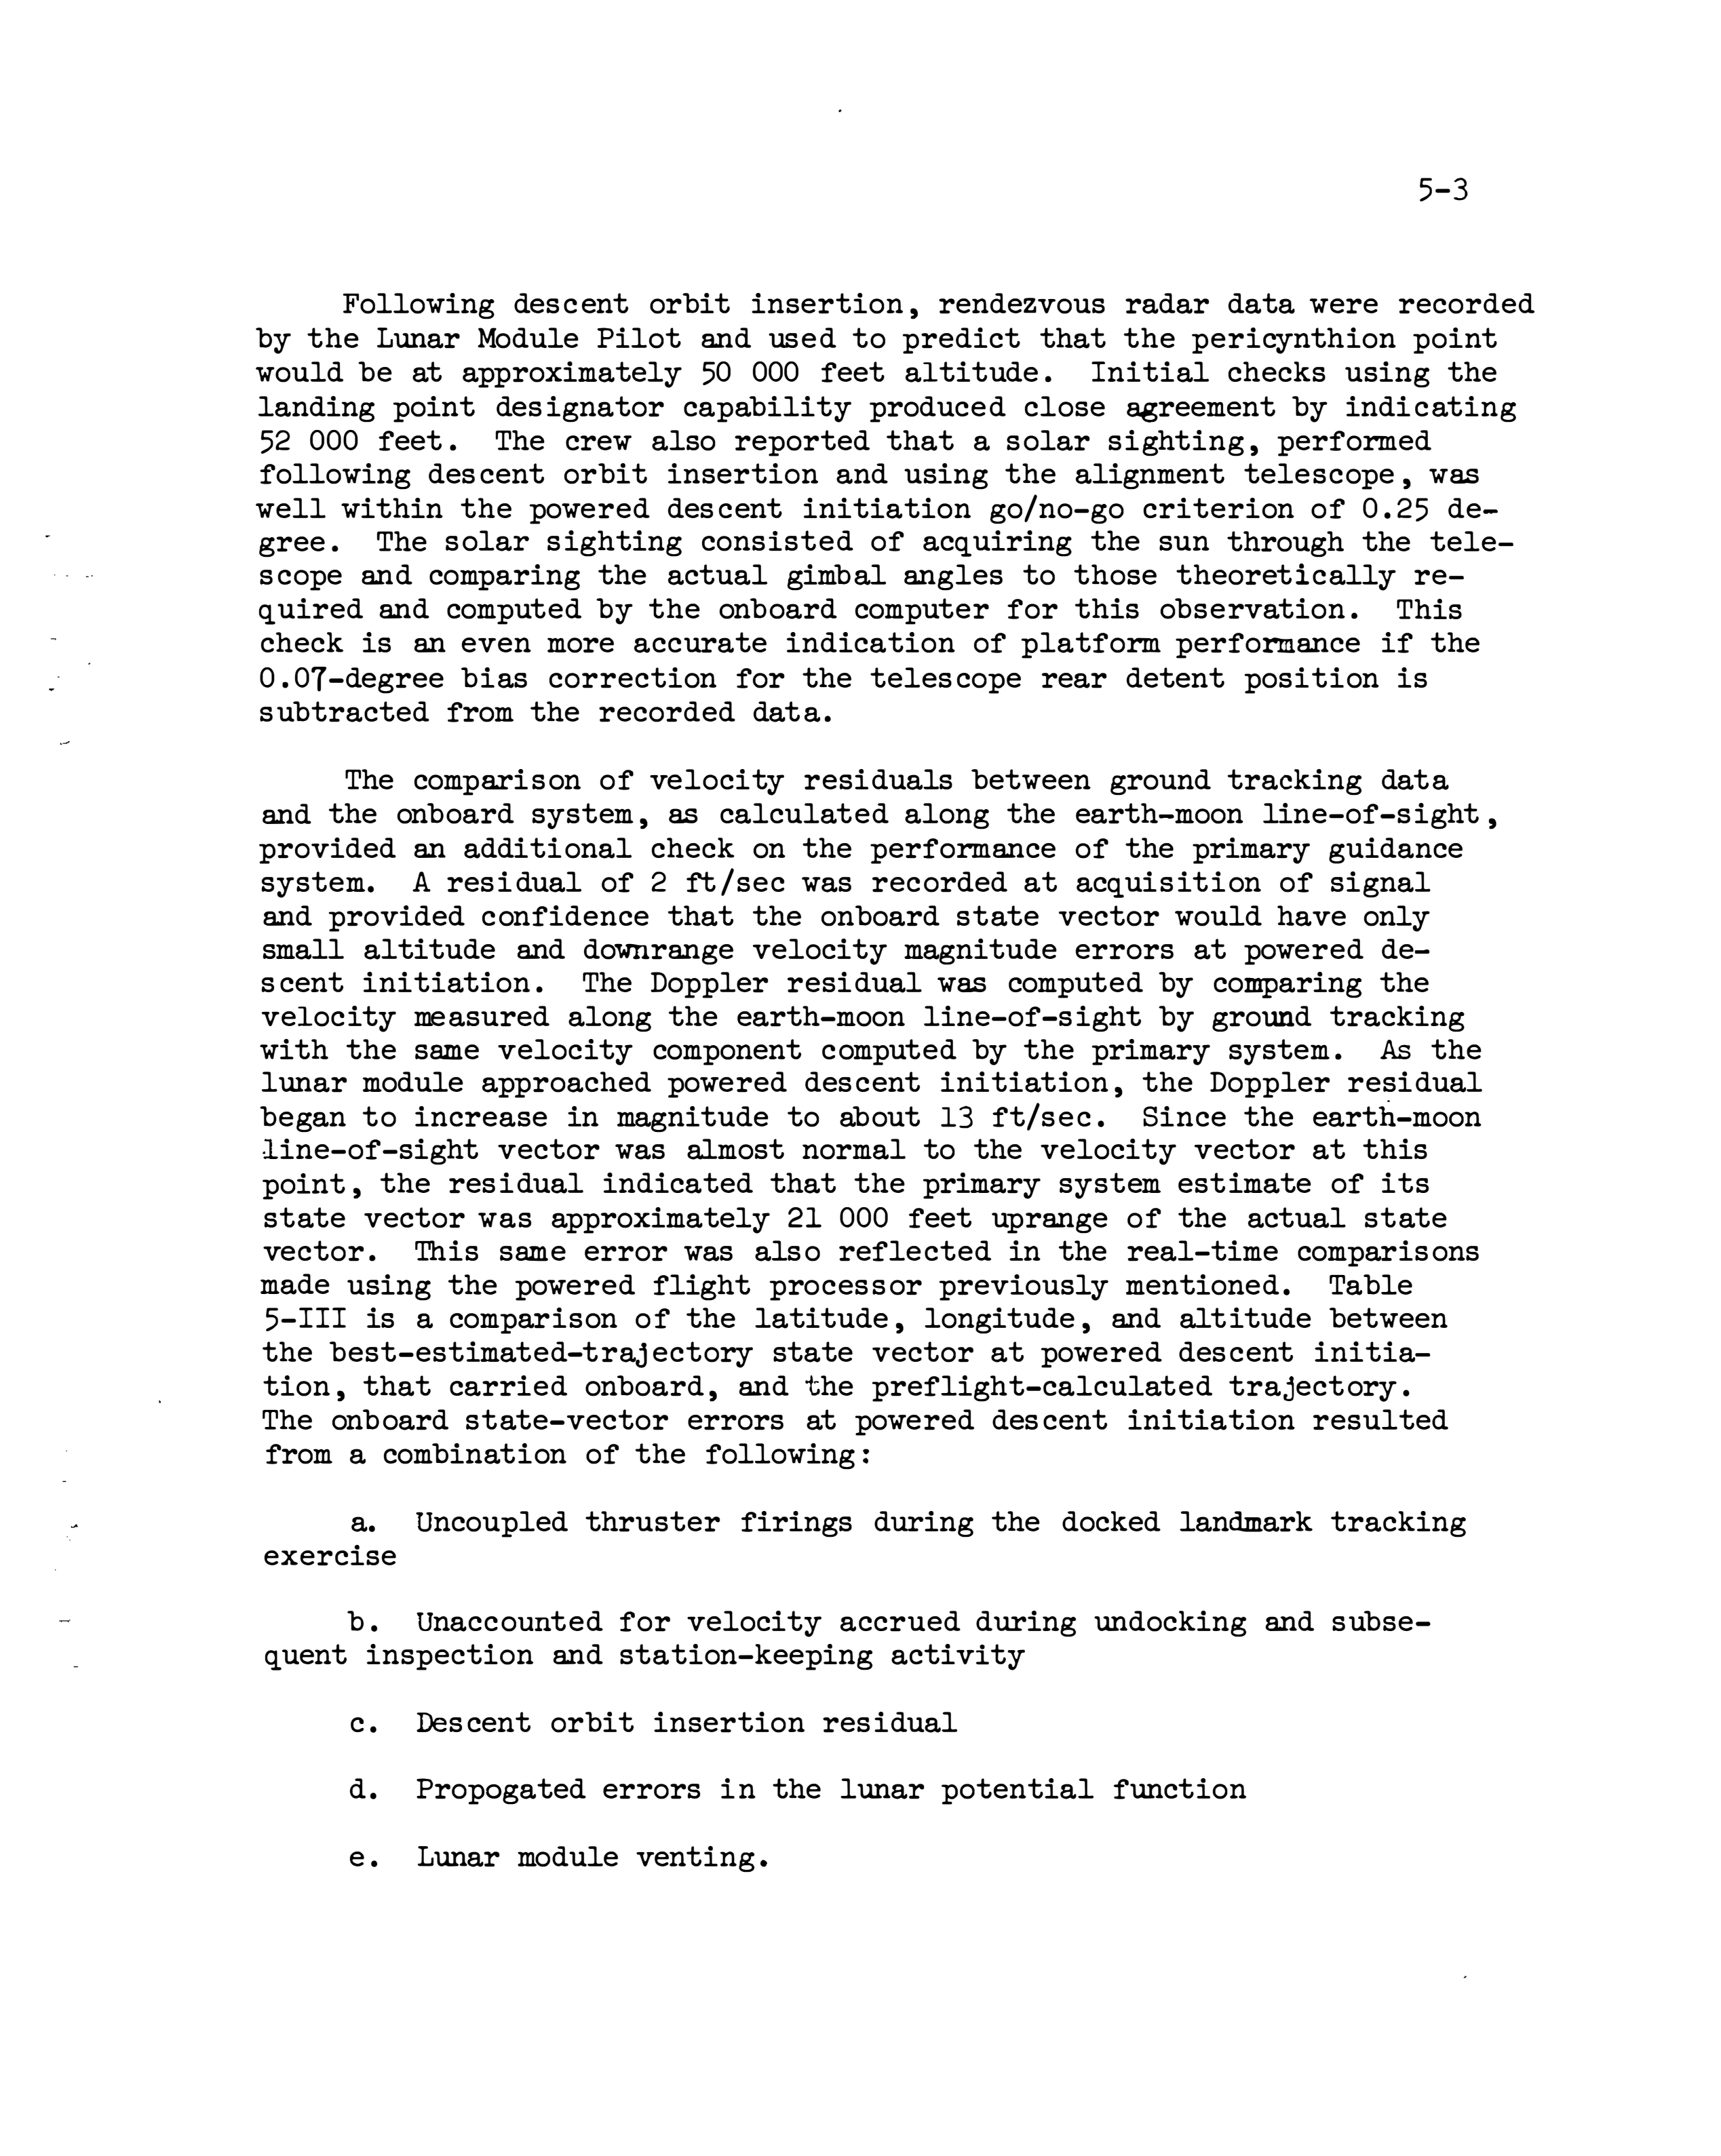 5-3
Following descent orbit insertion, rendezvous radar data were recorded
by the Lunar Module Pilot and used to predict that the pericynthion point
would be at approximately 50 000 feet altitude. Initial checks using the
landing point designator capability produced close agreement by indicating
52 000 feet. The crew also reported that a solar sighting, performed
following descent orbit insertion and using the alignment telescope, was
well within the powered descent initiation go/no-go criterion of 0.25 de-
gree. The solar sighting consisted of acquiring the sun through the tele-
scope and comparing the actual gimbal angles to those theoretically re-
quired and computed by the onboard computer for this observation. This
check is an even more accurate indication of platform performance if the
0.07-degree bias correction for the telescope rear detent position is
subtracted from the recorded data.
The comparison of velocity residuals between ground tracking data
and the onboard system, as calculated along the earth-moon line-of-sight,
provided an additional check on the performance of the primary guidance
system. A residual of 2 ft/sec was recorded at acquisition of signal
and provided confidence that the onboard state vector would have only
small altitude and downrange velocity magnitude errors at powered de-
scent initiation. The Doppler residual was computed by comparing the
velocity measured along the earth-moon line-of-sight by ground tracking
with the same velocity component computed by the primary system. As the
lunar module approached powered descent initiation, the Doppler residual
began to increase in magnitude to about 13 ft/sec. Since the earth-moon
line-of-sight vector was almost normal to the velocity vector at this
point, the residual indicated that the primary system estimate of its
state vector was approximately 21 000 feet uprange of the actual state
vector. This same error was also reflected in the real-time comparisons
made using the powered flight processor previously mentioned. Table
5-III is a comparison of the latitude, longitude, and altitude between
the best-estimated-trajectory state vector at powered descent initia-
tion, that carried onboard, and the preflight-calculated trajectory.
The onboard state-vector errors at powered descent initiation resulted
from a combination of the following:
a. Uncoupled thruster firings during the docked landmark tracking
exercise
b. Unaccounted for velocity accrued during undocking and subse-
quent inspection and station-keeping activity
c. Descent orbit insertion residual
d. Propogated errors in the lunar potential function
e. Lunar module venting.